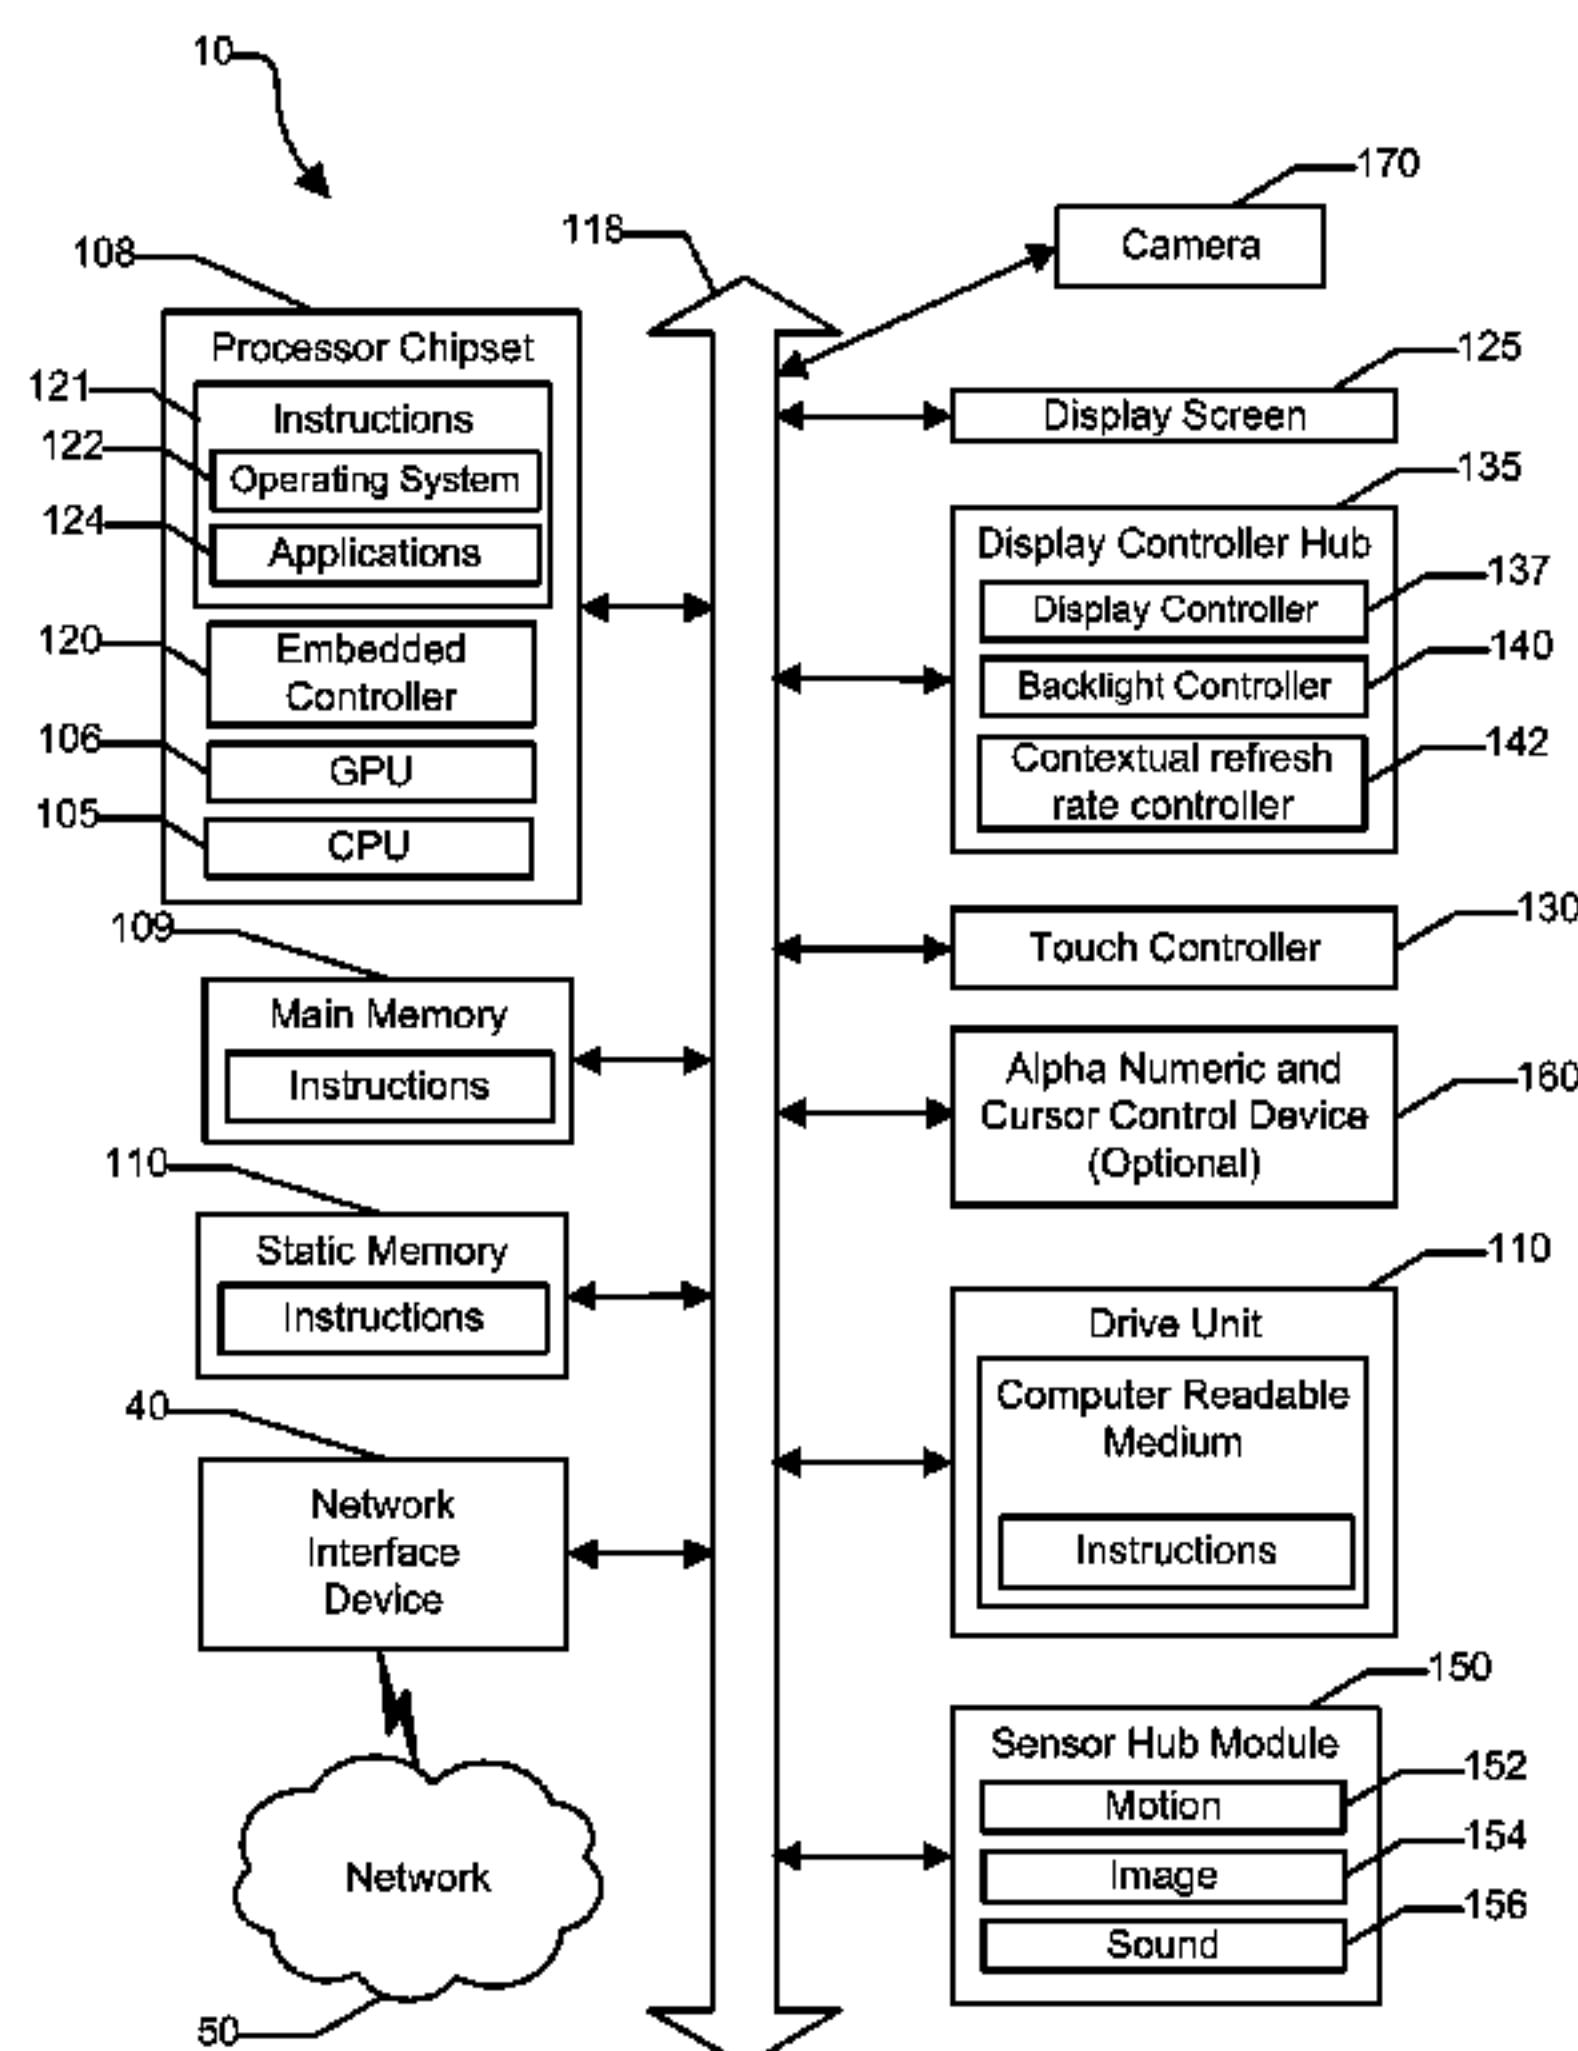 10
170
118
Camera
108
Processor Chipset
125
121
Instructions
Display Screen
122
Operating System
135
124
Applications
Display Controller Hub
137
Display Controller
120
Embedded
Controller
140
Backlight Controller
106
GPU
142
Contextual refresh
rate controller
105
CPU
109
130
Touch Controller
Main Memory
Instructions
Alpha Numeric and
Cursor Control Device
(Optional)
160
110
Static Memory
Instructions
110
Drive Unit
Computer Readable
Medium
Instructions
40
Network
Interface
Device
150
Sensor Hub Module
152
Motion
154
Image
156
Sound
Network
50